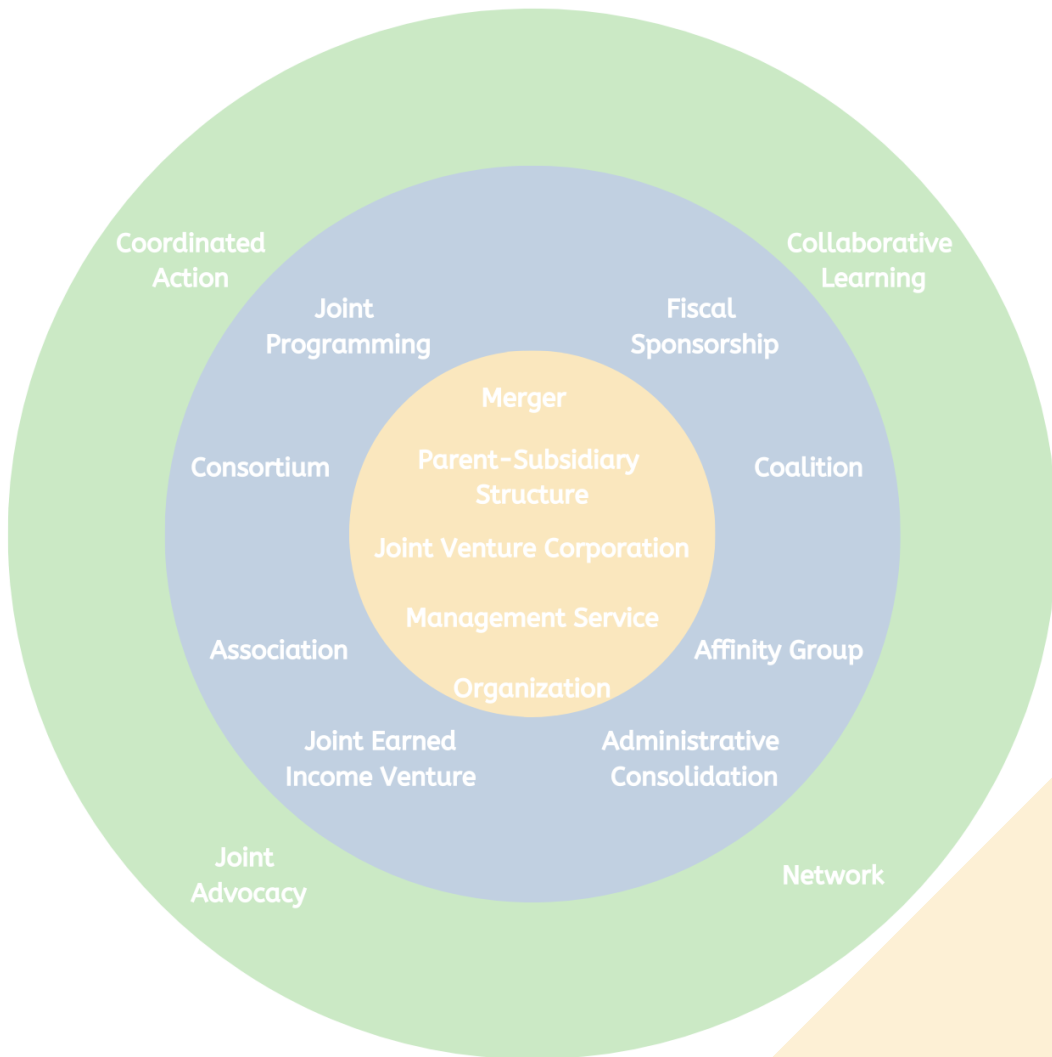 Coordinated
Action
Collaborative
Learning
Joint
Programming
Fiscal
Sponsorship
Merger
Parent-Subsidiary
Structure
Consortium
Coalition
Joint Venture Corporation
Management Service
Organization
Association
Affinity Group
Joint Earned
Income Venture
Administrative
Consolidation
Joint
Advocacy
Network